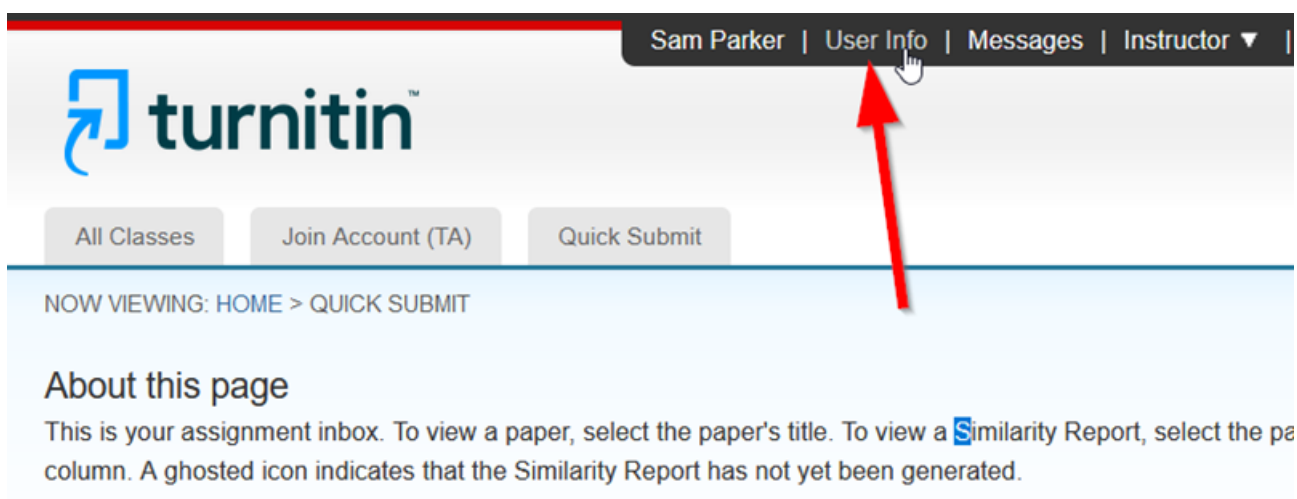 Sam Parker | User Info | Messages | Instructor ▼ |
turnitin™
All Classes Join Account (TA) Quick Submit
NOW VIEWING: HOME > QUICK SUBMIT
About this page
This is your assignment inbox. To view a paper, select the paper's title. To view a Similarity Report, select the pa
column. A ghosted icon indicates that the Similarity Report has not yet been generated.